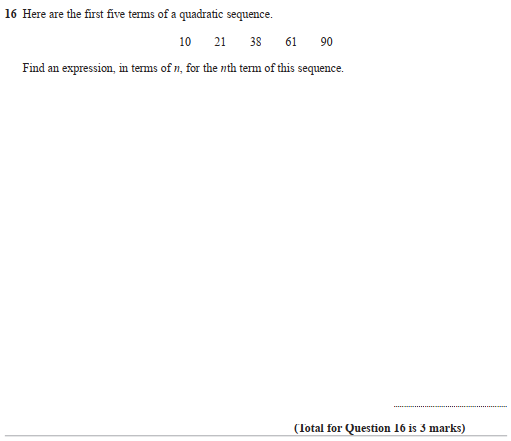 16 Here are the first five terms of a quadratic sequence.
10 21 38 61 90
Find an expression, in terms of n, for the nth term of this sequence.
(Total for Question 16 is 3 marks)